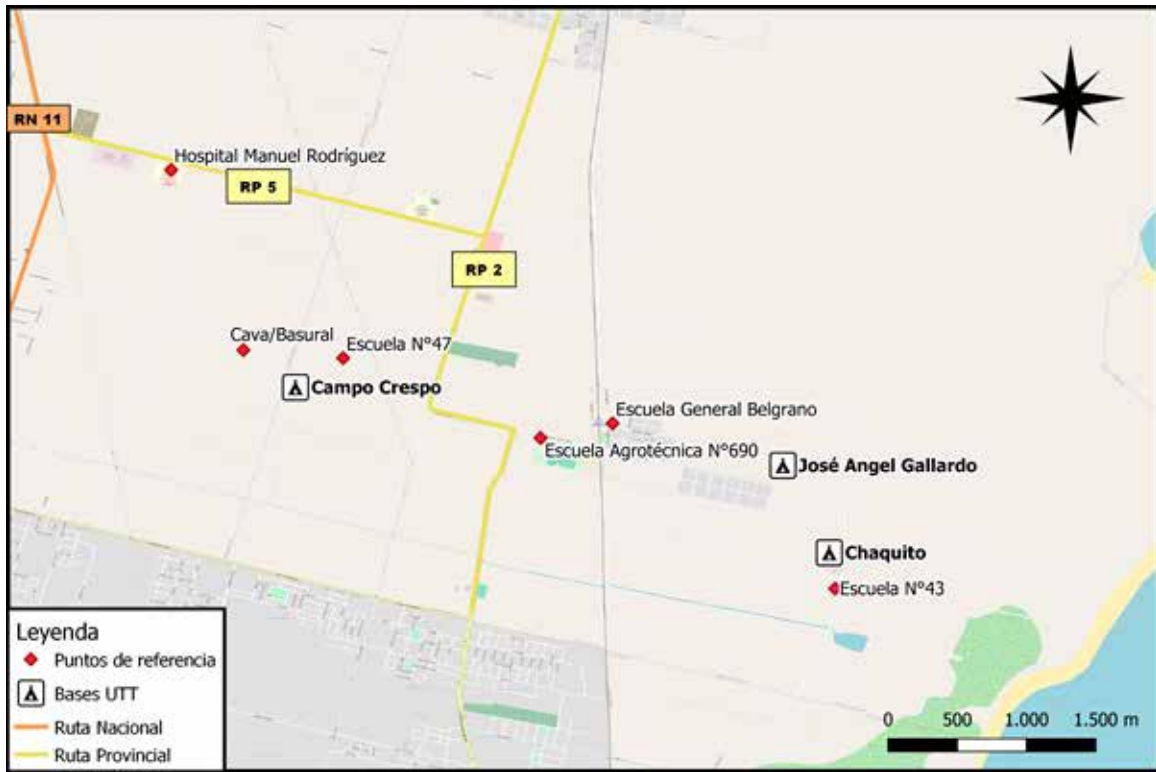 RN 11
Hospital Manuel Rodríguez
RP 5
RP 2
Cava/Basural
Escuela N°47
Campo Crespo
Escuela General Belgrano
Escuela Agrotécnica N°690
José Angel Gallardo
Chaquito
Escuela N°43
Leyenda
Puntos de referencia
Bases UTT
Ruta Nacional
Ruta Provincial
0 500 1.000 1.500 m